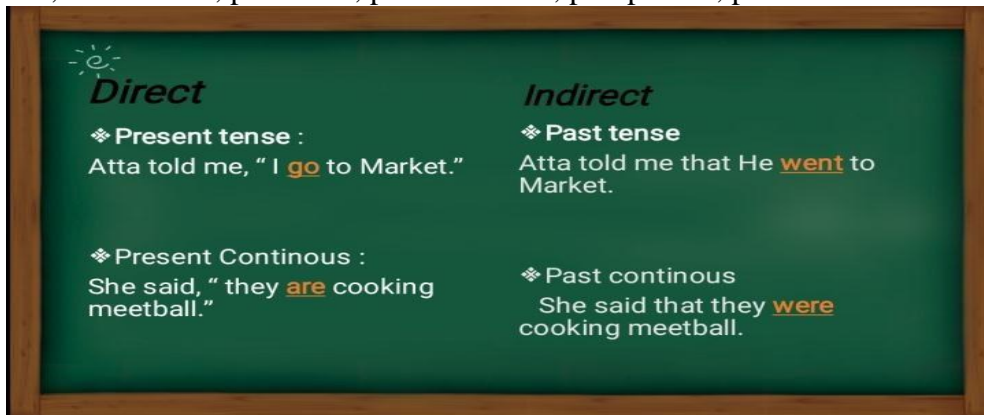 Direct
❖Present tense :
Atta told me, “ I go to Market.”
❖Present Continous :
She said, “ they are cooking
meetball.”
Indirect
❖Past tense
Atta told me that He went to
Market.
❖Past continous
She said that they were
cooking meetball.